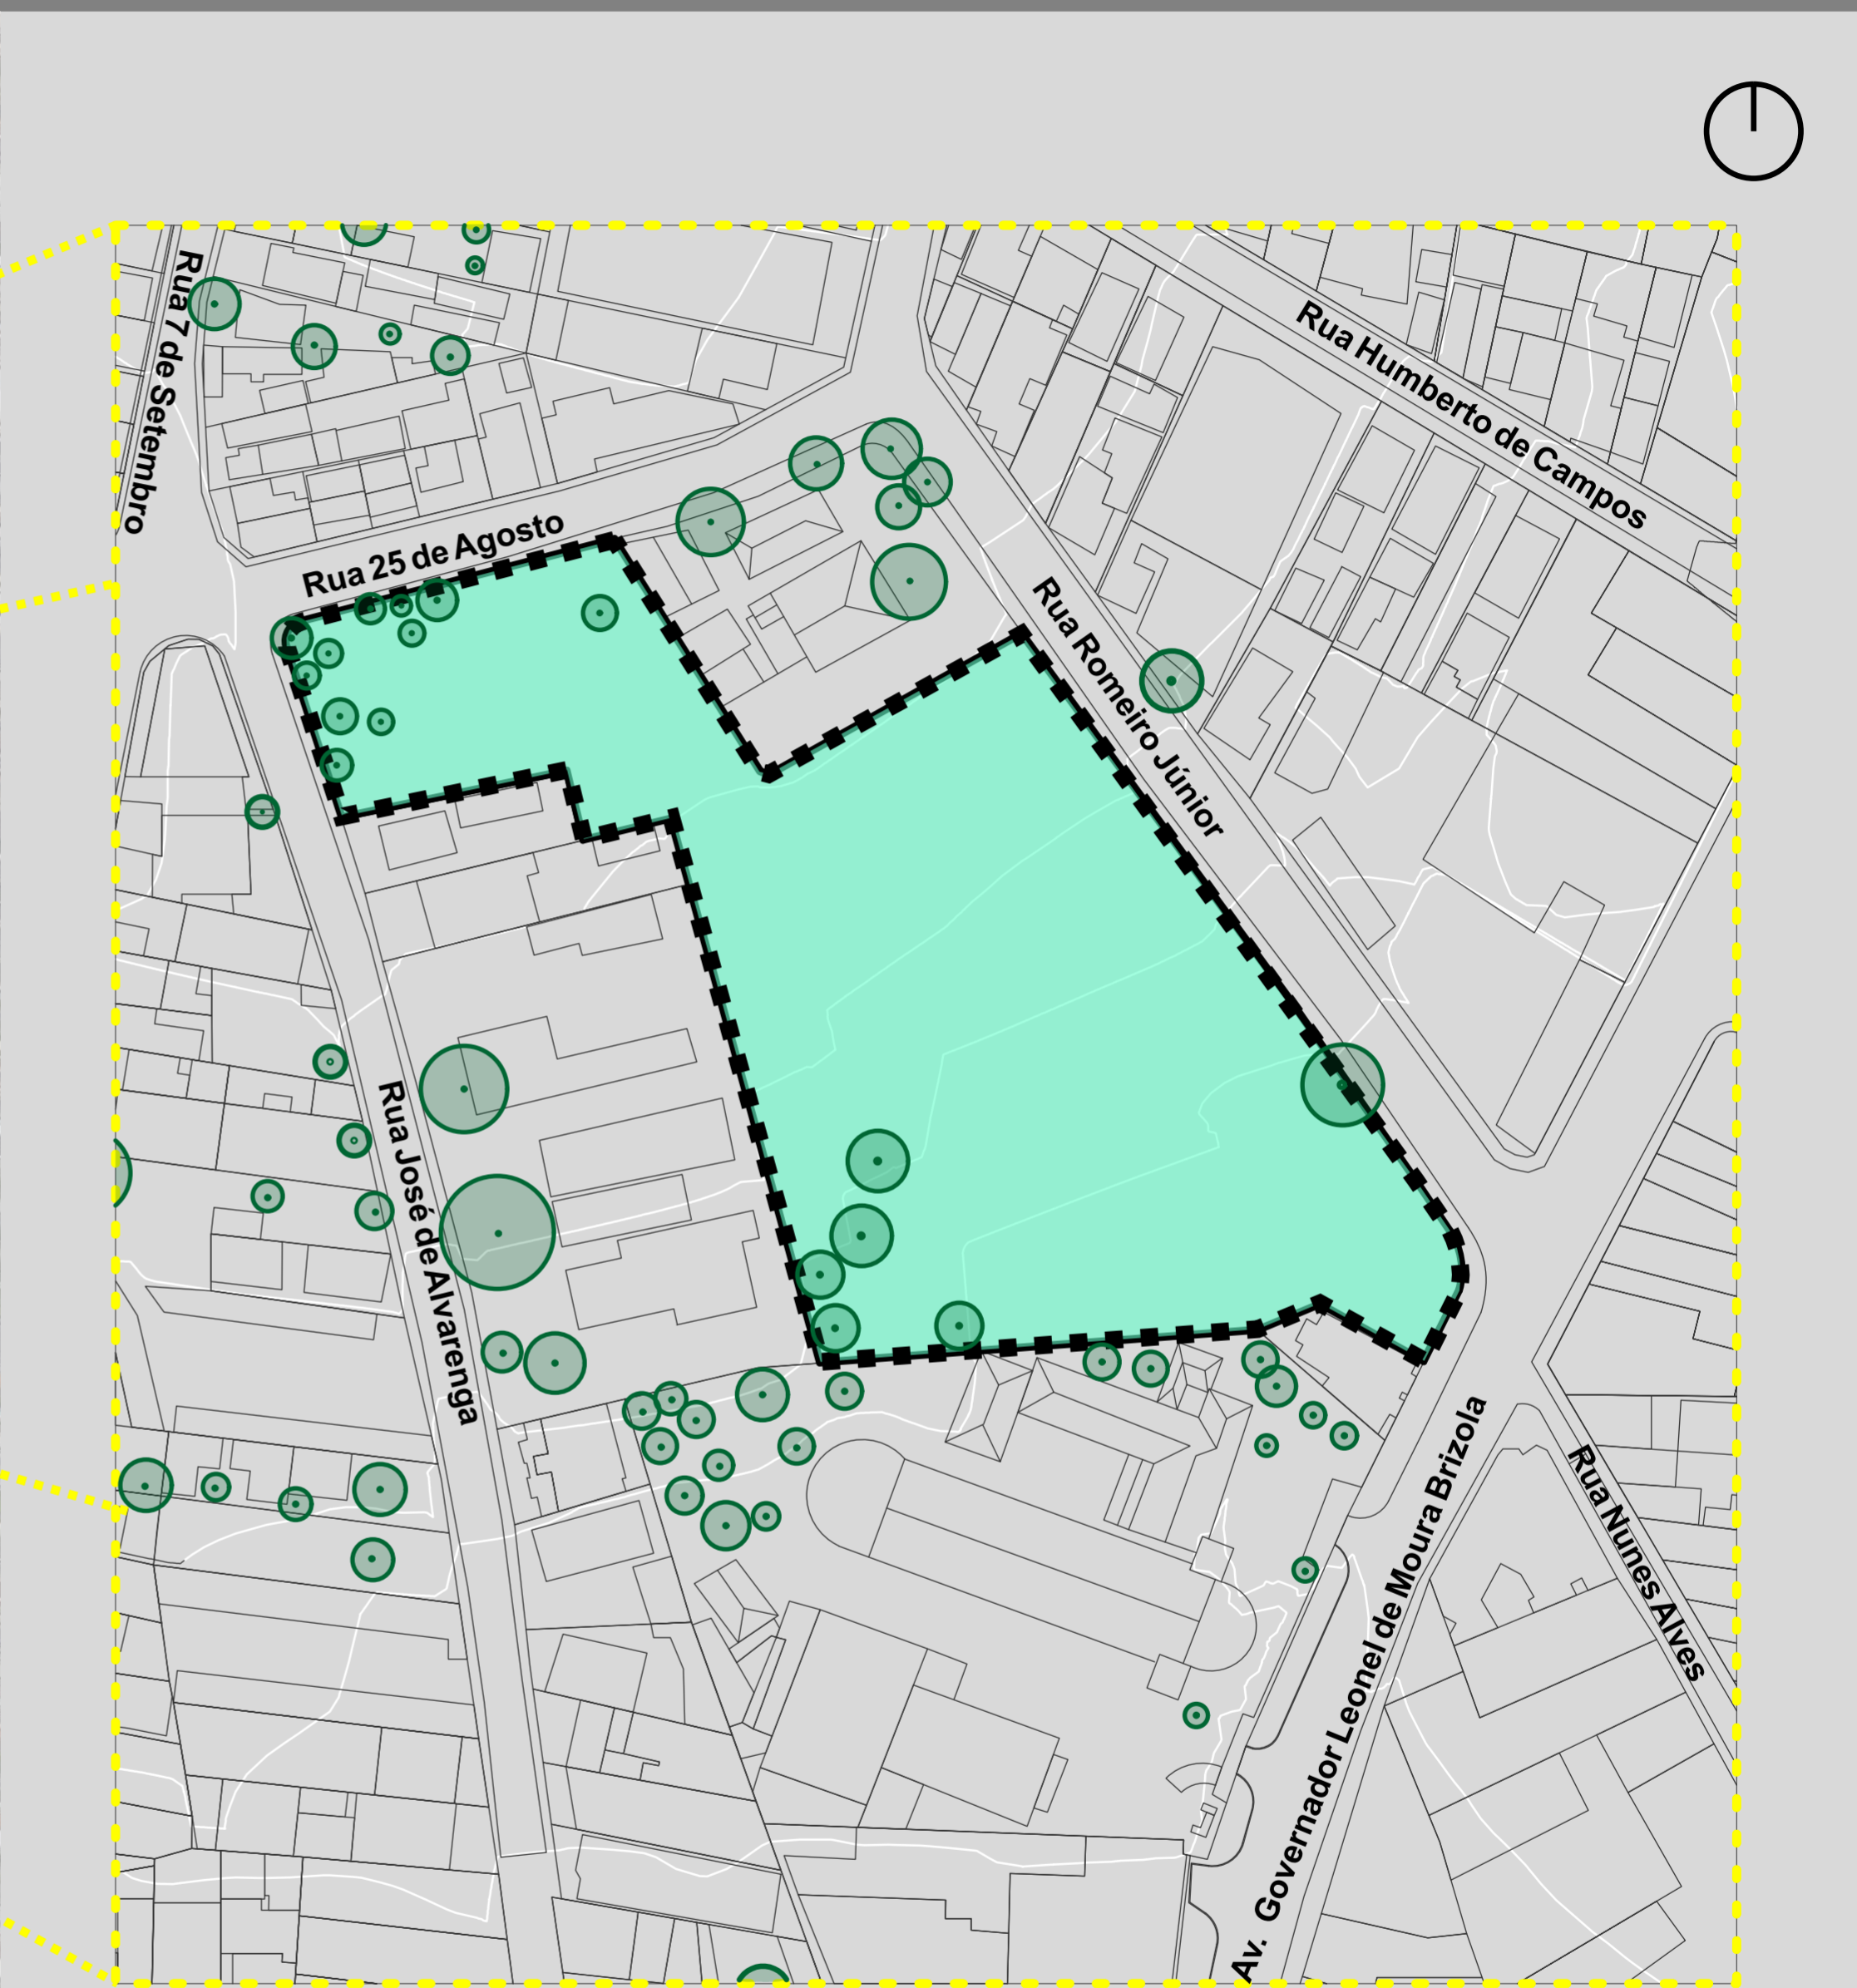 Rua 7 de Setembro
Rua Humberto de Campos
Rua 25 de Agosto
Rua Romeiro Júnior
Rua José de Alvarenga
Av. Governador Leonel de Moura Brizola
Rua Nunes Alves